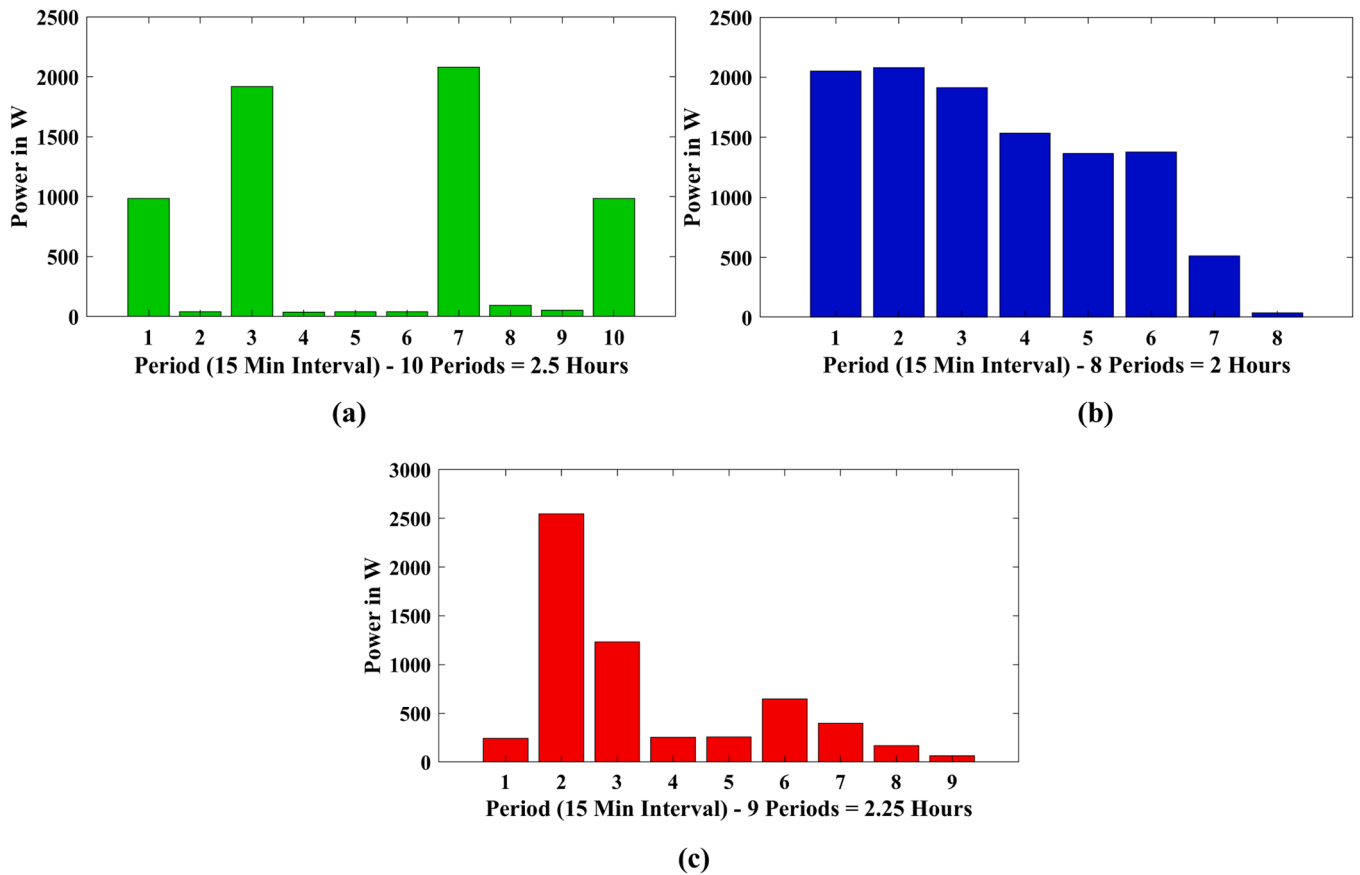 2500
2000
1500
1000
500
0
Power in W
1 2 3 4 5 6 7 8 9 10
Period (15 Min Interval) - 10 Periods = 2.5 Hours
(a)
2500
2000
1500
1000
500
0
Power in W
1 2 3 4 5 6 7 8
Period (15 Min Interval) - 8 Periods = 2 Hours
(b)
3000
2500
2000
1500
1000
500
0
Power in W
1 2 3 4 5 6 7 8 9
Period (15 Min Interval) - 9 Periods = 2.25 Hours
(c)